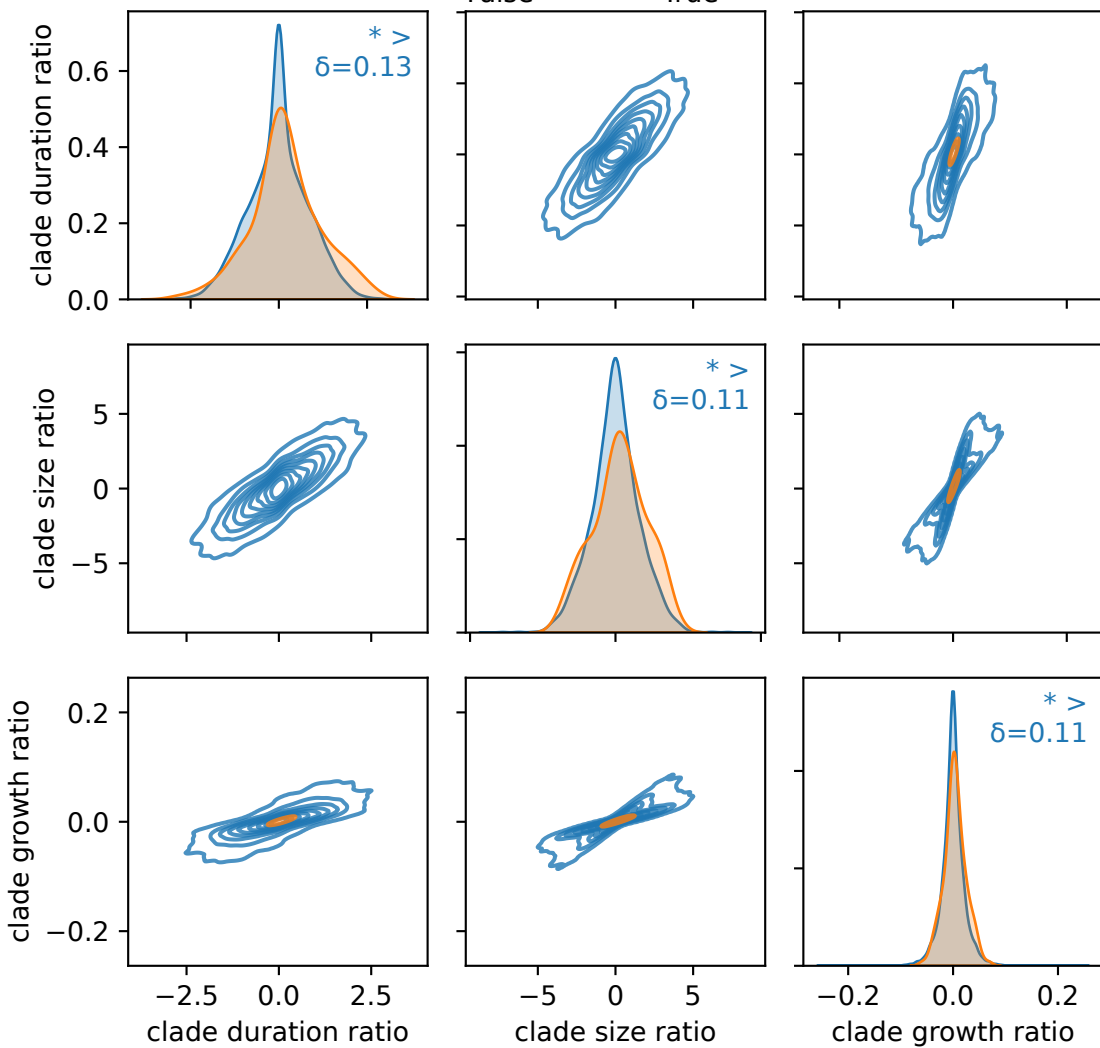 True
clade duration ratio
0.6
0.4
0.2
0.0
* >
δ=0.13
clade size ratio
5
0
−5
* >
δ=0.11
clade growth ratio
0.2
0.0
−0.2
* >
δ=0.11
−2.5
0.0
2.5
−5
0
5
−0.2
0.0
0.2
clade duration ratio
clade size ratio
clade growth ratio